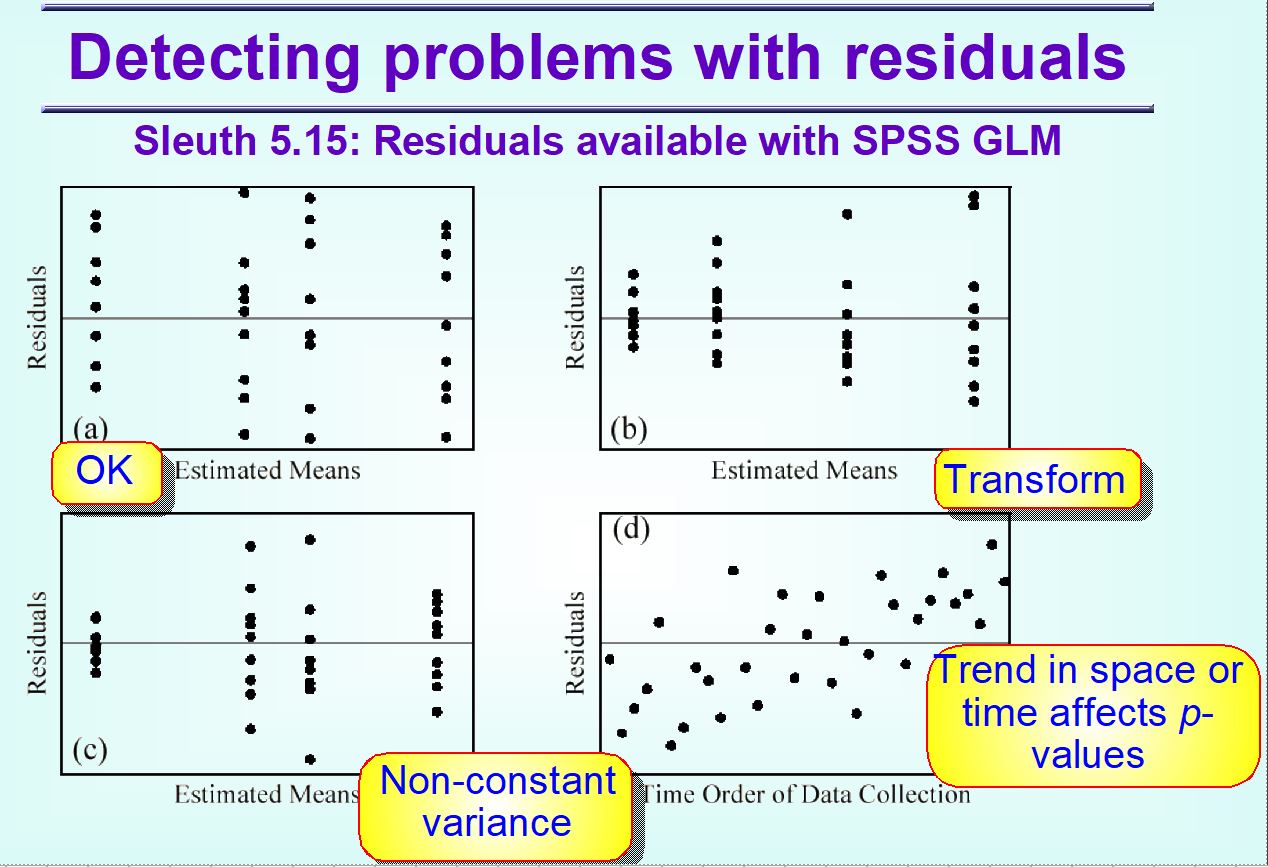 Detecting problems with residuals
Sleuth 5.15: Residuals available with SPSS GLM
Residuals
(a)
OK
Estimated Means
Residuals
(b)
Estimated Means
Transform
Residuals
(c)
Estimated Means
Non-constant
variance
Residuals
(d)
Time Order of Data Collection
Trend in space or
time affects p-
values